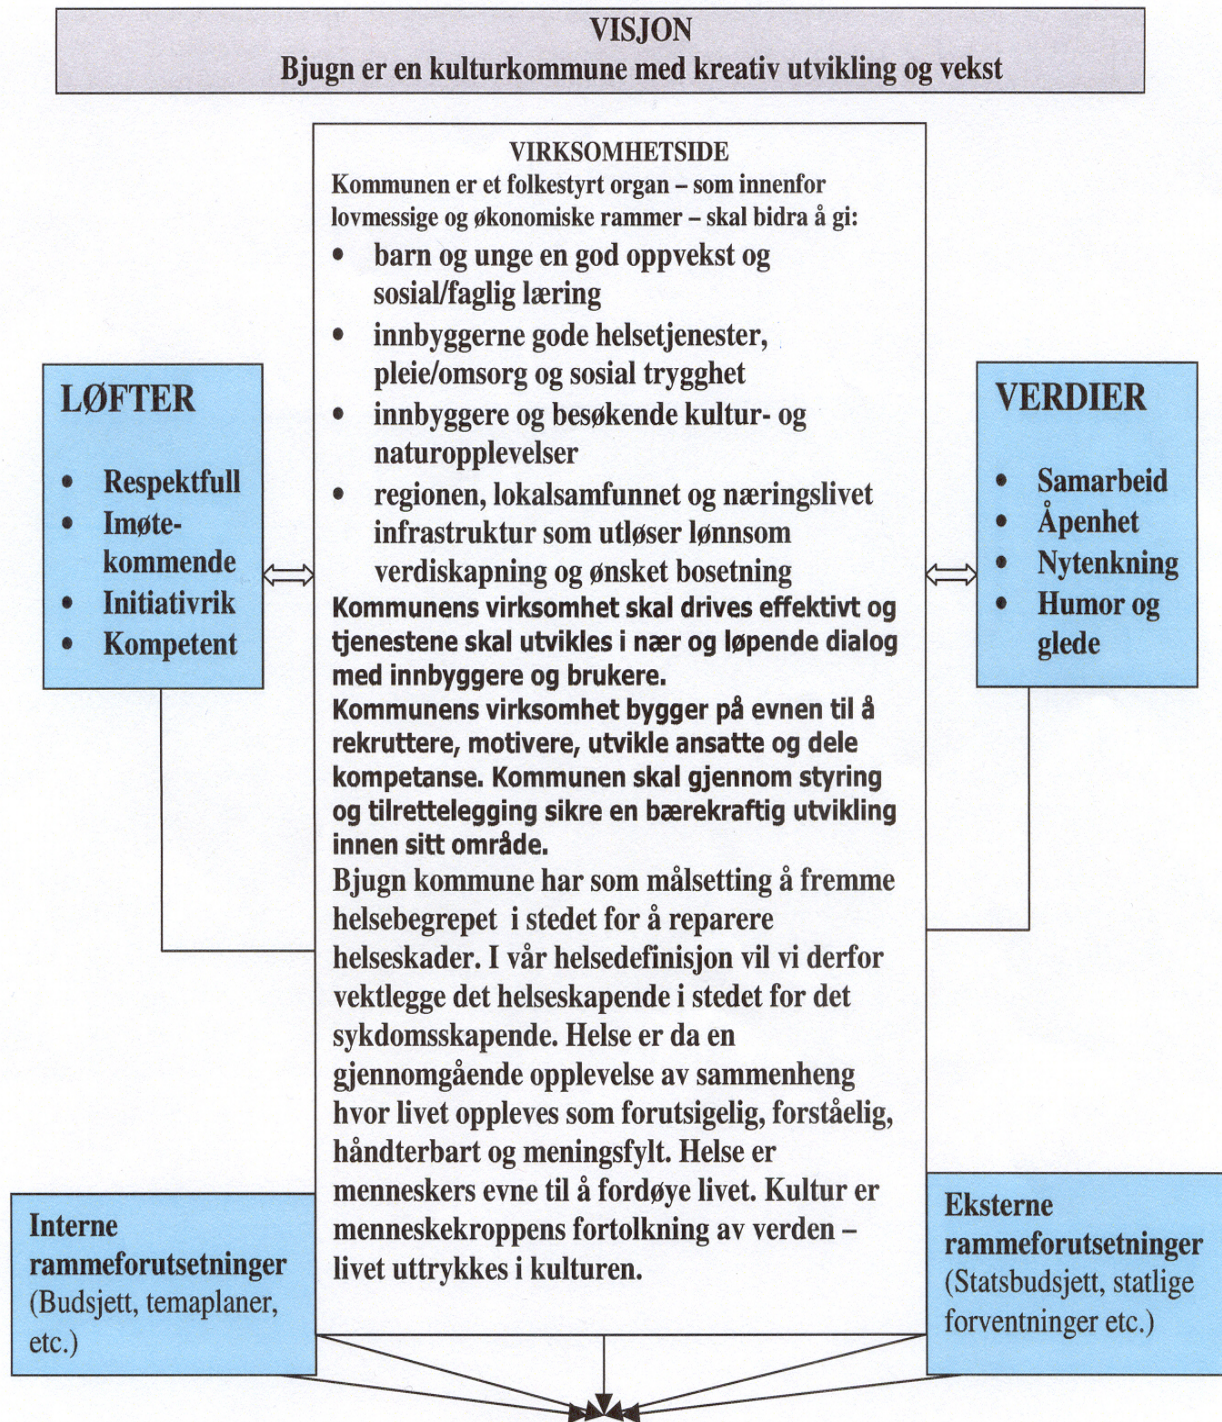 VISJON
Bjugn er en kulturkommune med kreativ utvikling og vekst
VIRKSOMHETSIDE
Kommunen er et folkestyrt organ – som innenfor
lovmessige og økonomiske rammer – skal bidra å gi:
• barn og unge en god oppvekst og
sosial/faglig læring
• innbyggerne gode helsetjenester,
pleie/omsorg og sosial trygghet
• innbyggere og besøkende kultur- og
naturopplevelser
• regionen, lokalsamfunnet og næringslivet
infrastruktur som utløser lønnsom
verdiskapning og ønsket bosetning
Kommunens virksomhet skal drives effektivt og
tjenestene skal utvikles i nær og løpende dialog
med innbyggere og brukere.
Kommunens virksomhet bygger på evnen til å
rekruttere, motivere, utvikle ansatte og dele
kompetanse. Kommunen skal gjennom styring
og tilrettelegging sikre en bærekraftig utvikling
innen sitt område.
Bjugn kommune har som målsetting å fremme
helsebegrepet i stedet for å reparere
helseskader. I vår helsedefinisjon vil vi derfor
vektlegge det helseskapende i stedet for det
sykdomsskapende. Helse er da en
gjennomgående opplevelse av sammenheng
hvor livet oppleves som forutsigelig, forståelig,
håndterbart og meningsfylt. Helse er
menneskers evne til å fordøye livet. Kultur er
menneskekroppens fortolkning av verden –
livet uttrykkes i kulturen.
LØFTER
• Respektfull
• Imøte-
kommende
• Initiativrik
• Kompetent
VERDIER
• Samarbeid
• Åpenhet
• Nytenkning
• Humor og
glede
Interne
rammeforutsetninger
(Budsjett, temaplaner,
etc.)
Eksterne
rammeforutsetninger
(Statsbudsjett, statlige
forventninger etc.)